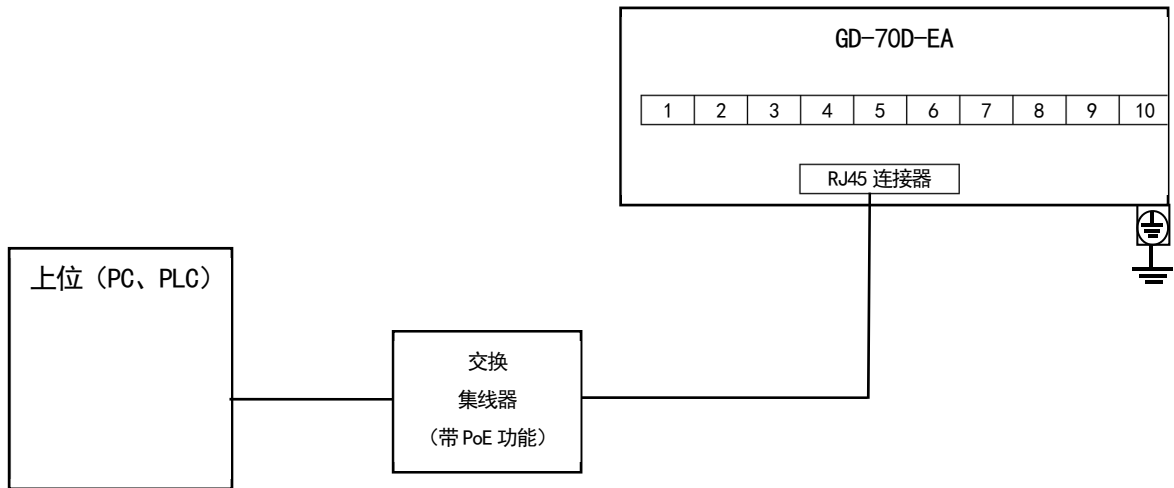 GD-70D-EA
1 2 3 4 5 6 7 8 9 10
RJ45 连接器
上位（PC、PLC）
交换
集线器
（带 PoE 功能）